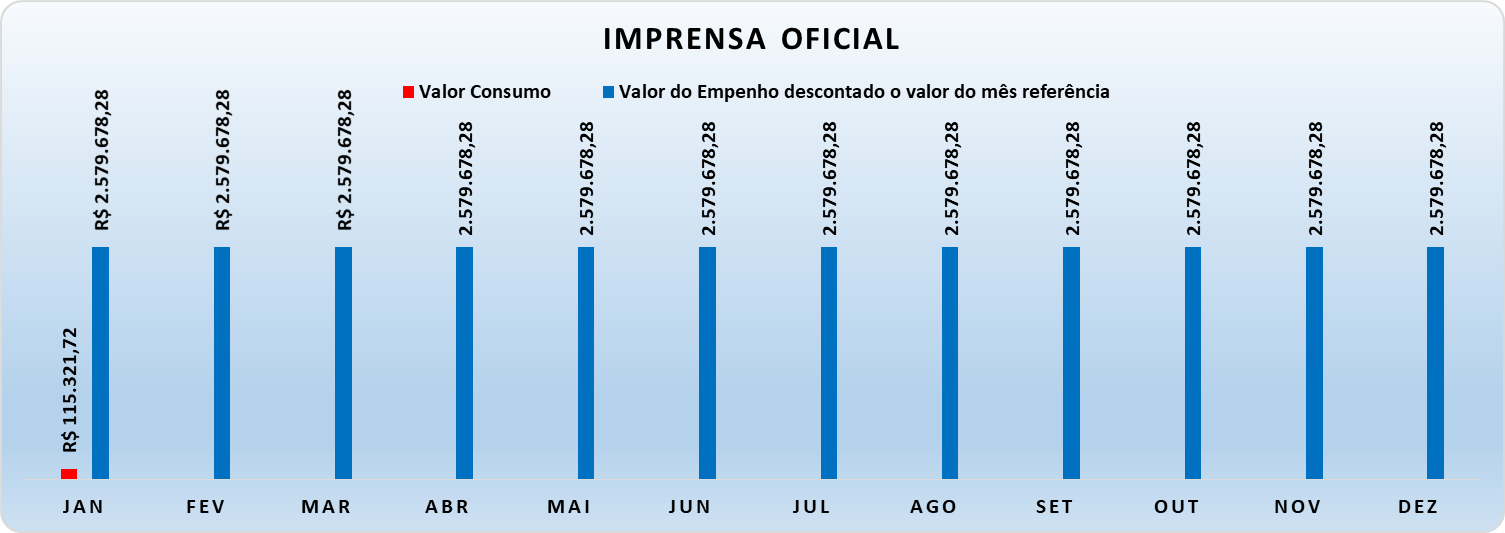 IMPRENSA OFICIAL
Valor Consumo
Valor do Empenho descontado o valor do mês referência
R$ 115.321,72
R$ 2.579.678,28
R$ 2.579.678,28
R$ 2.579.678,28
2.579.678,28
2.579.678,28
2.579.678,28
2.579.678,28
2.579.678,28
2.579.678,28
2.579.678,28
2.579.678,28
2.579.678,28
JAN
FEV
MAR
ABR
MAI
JUN
JUL
AGO
SET
OUT
NOV
DEZ